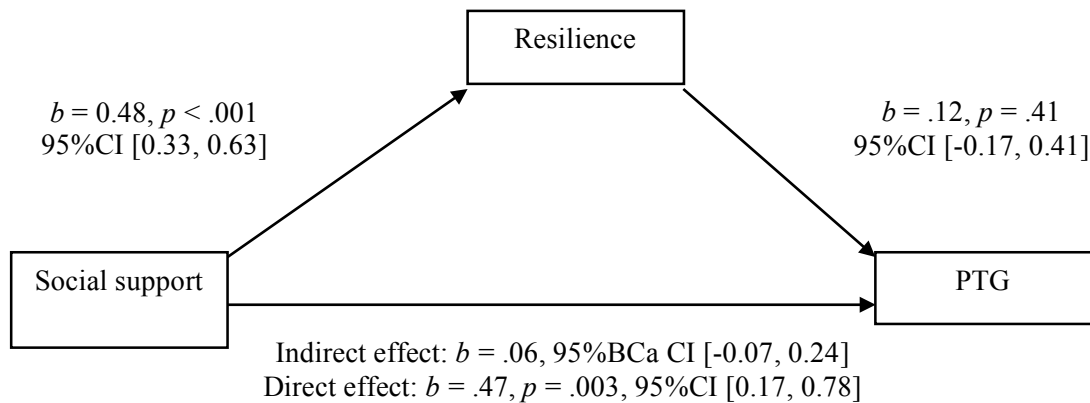 Resilience
b = 0.48, p < .001
95%CI [0.33, 0.63]
b = .12, p = .41
95%CI [-0.17, 0.41]
Social support
PTG
Indirect effect: b = .06, 95%BCa CI [-0.07, 0.24]
Direct effect: b = .47, p = .003, 95%CI [0.17, 0.78]